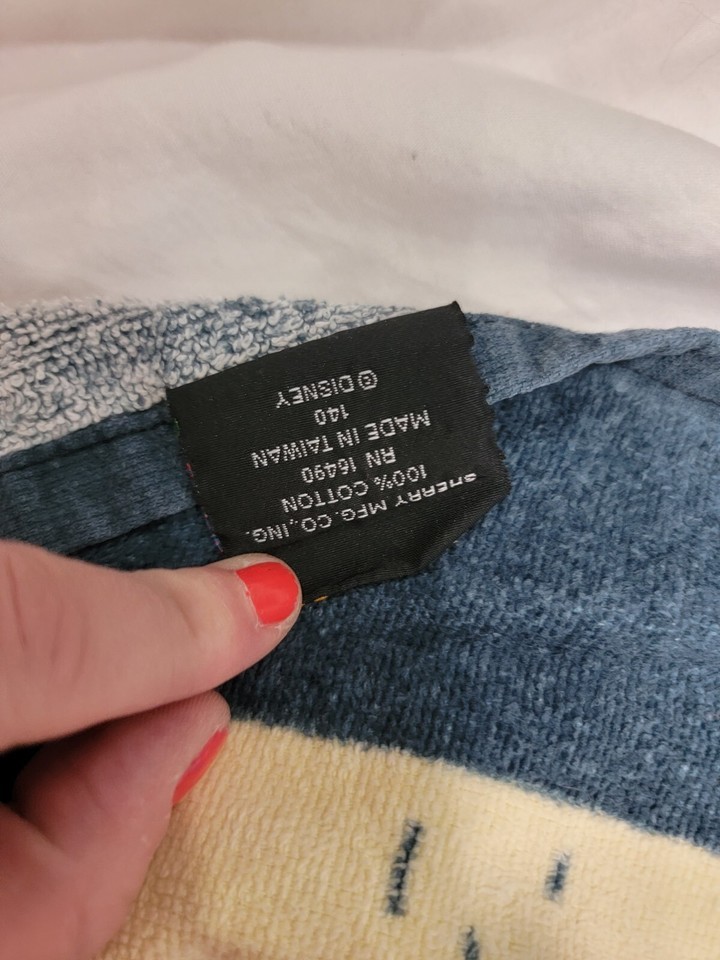 SHERRY MFG. CO., INC.
100% COTTON
RN 16490
MADE IN TAIWAN
140
© DISNEY